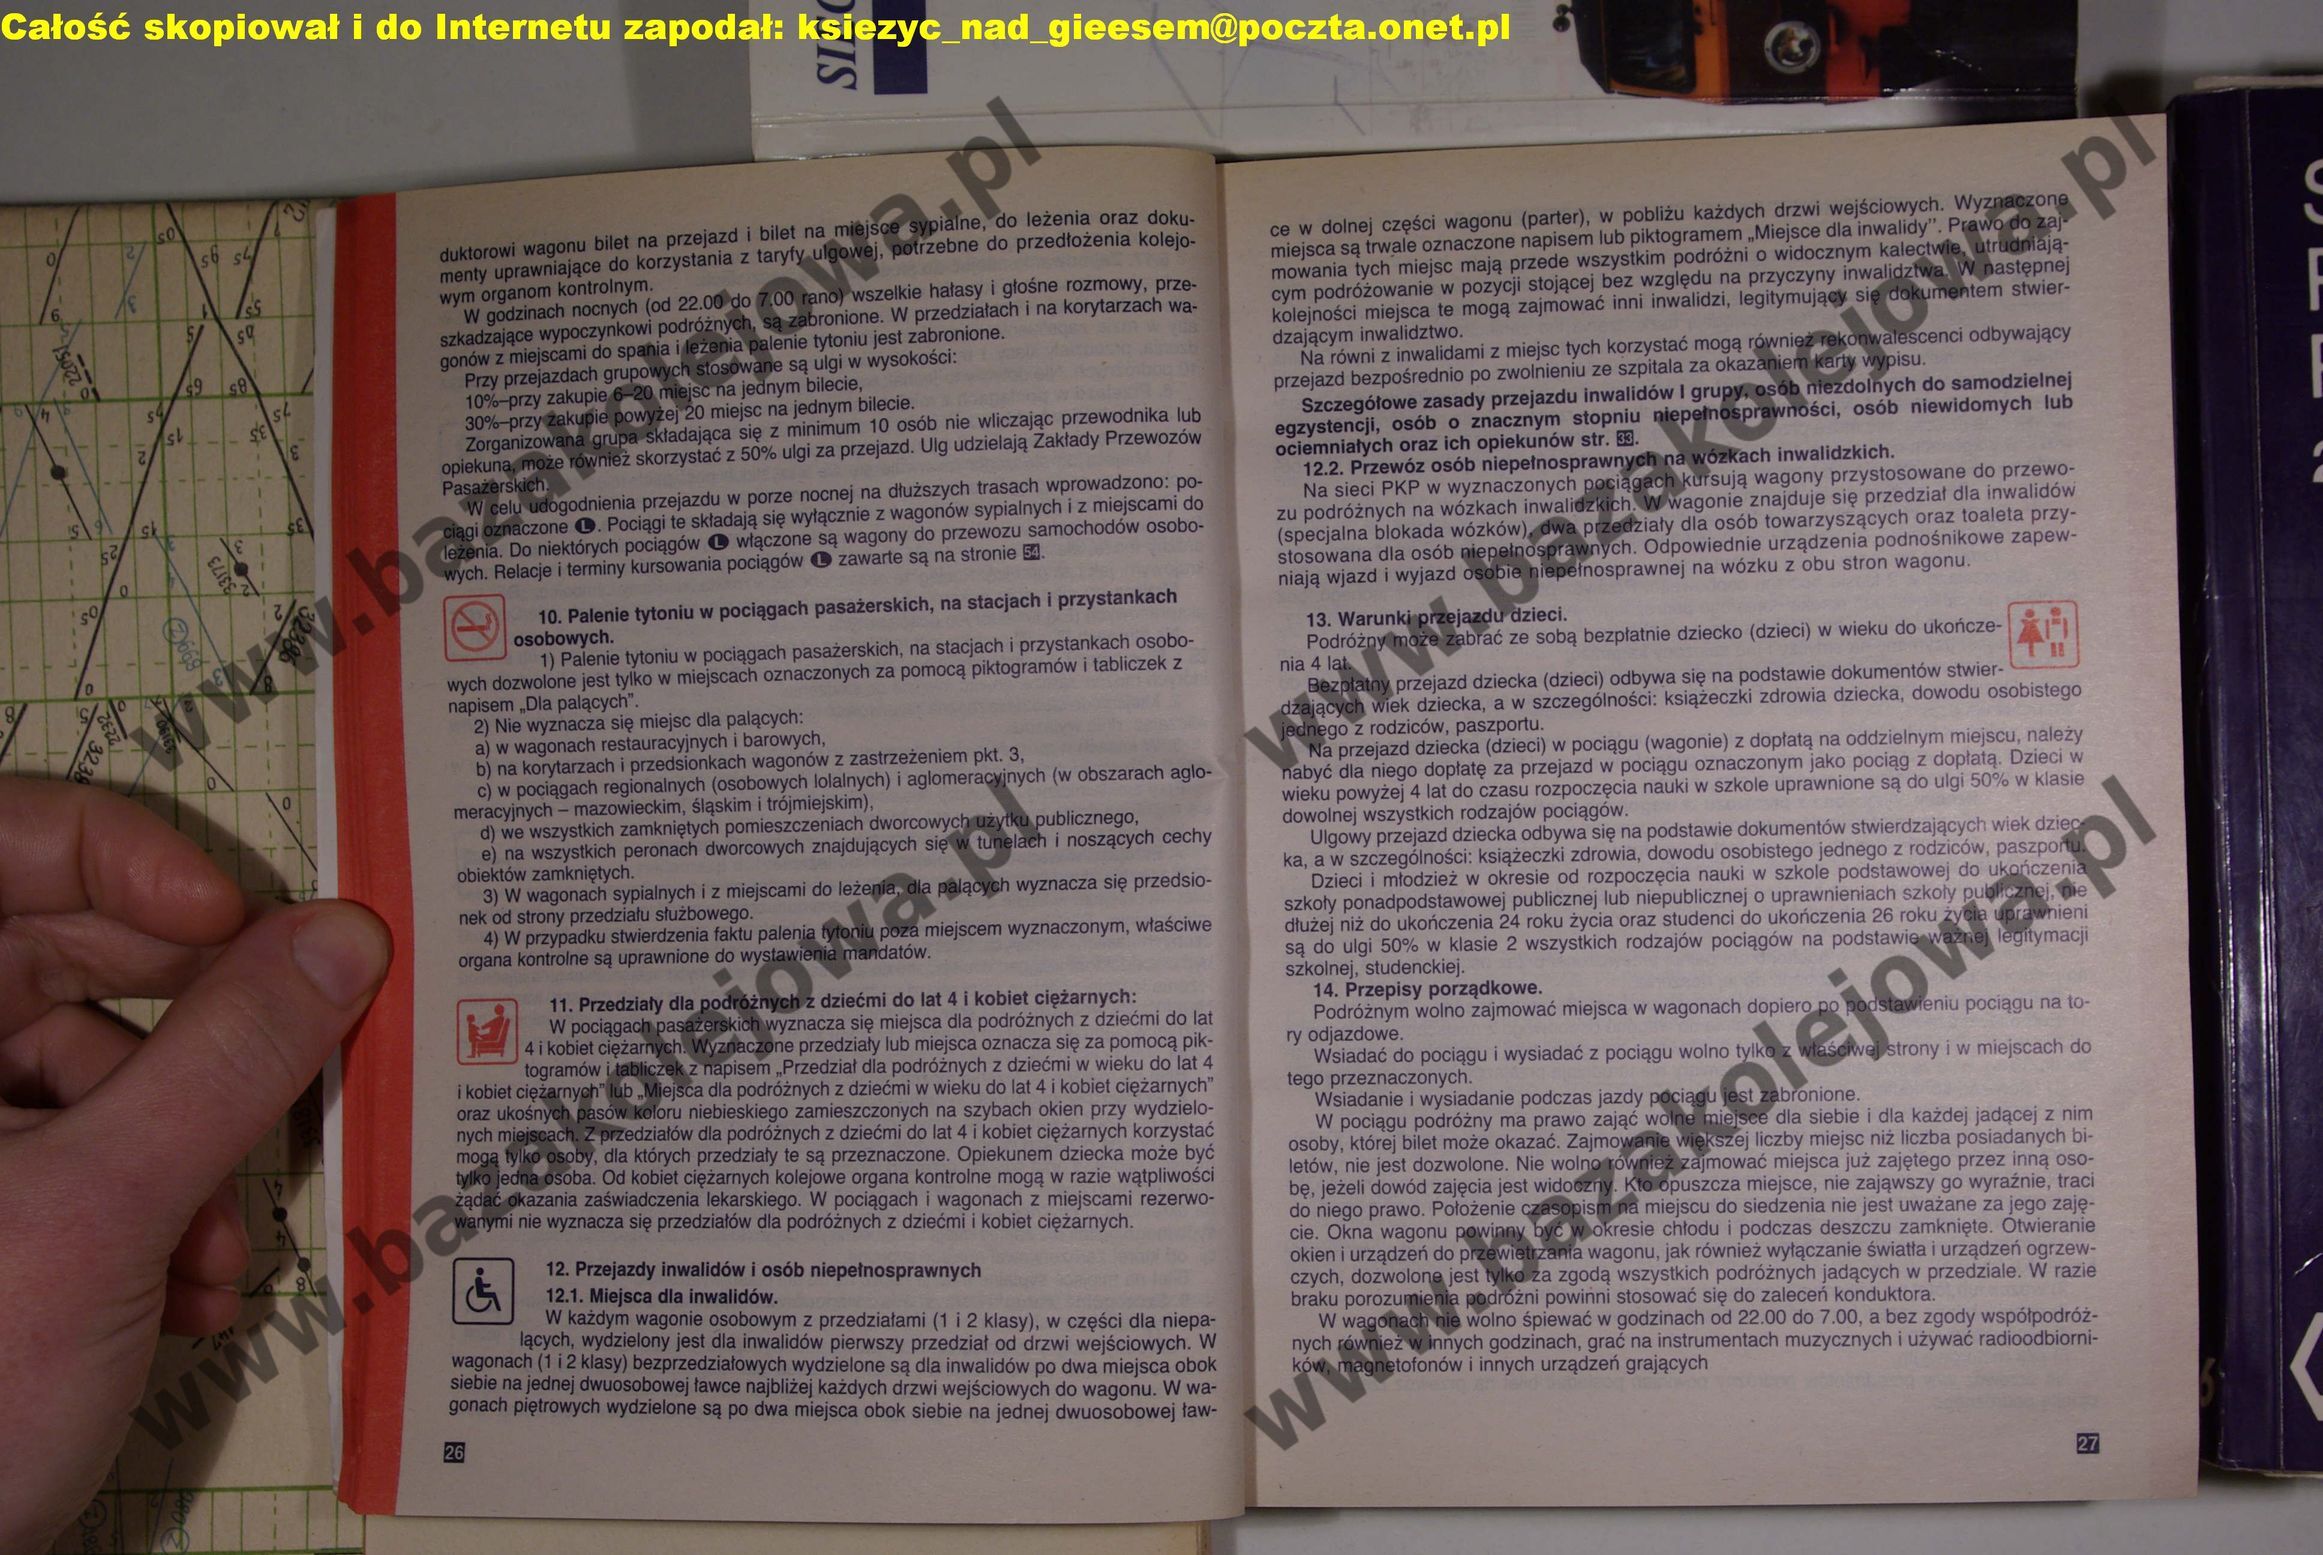 Całość skopiował i do Internetu zapodał: ksiezyc_nad_gieesem@poczta.onet.pl
duktorowi wagonu bilet na przejazd i bilet na miejsce sypialne, do leżenia oraz doku-
menty uprawniające do korzystania z taryfy ulgowej, potrzebne do przedłożenia kolejo-
wym organom kontrolnym.
W godzinach nocnych (od 22.00 do 7.00 rano) wszelkie hałasy i głośne rozmowy, prze-
szkadzające wypoczynkowi podróżnych, są zabronione. W przedziałach i na korytarzach wa-
gonów z miejscami do spania i leżenia palenie tytoniu jest zabronione.
Przy przejazdach grupowych stosowane są ulgi w wysokości:
10%–przy zakupie 6–20 miejsc na jednym bilecie,
30%–przy zakupie powyżej 20 miejsc na jednym bilecie.
Zorganizowana grupa składająca się z minimum 10 osób nie wliczając przewodnika lub
opiekuna, może również skorzystać z 50% ulgi za przejazd. Ulg udzielają Zakłady Przewozów
Pasażerskich.
W celu udogodnienia przejazdu w porze nocnej na dłuższych trasach wprowadzono: po-
ciągi oznaczone L. Pociągi te składają się wyłącznie z wagonów sypialnych i z miejscami do
leżenia. Do niektórych pociągów L włączone są wagony do przewozu samochodów osobo-
wych. Relacje i terminy kursowania pociągów L zawarte są na stronie 54.
10. Palenie tytoniu w pociągach pasażerskich, na stacjach i przystankach
osobowych.
1) Palenie tytoniu w pociągach pasażerskich, na stacjach i przystankach osobo-
wych dozwolone jest tylko w miejscach oznaczonych za pomocą piktogramów i tabliczek z
napisem „Dla palących”.
2) Nie wyznacza się miejsc dla palących:
a) w wagonach restauracyjnych i barowych,
b) na korytarzach i przedsionkach wagonów z zastrzeżeniem pkt. 3,
c) w pociągach regionalnych (osobowych lolalnych) i aglomeracyjnych (w obszarach aglo-
meracyjnych – mazowieckim, śląskim i trójmiejskim),
d) we wszystkich zamkniętych pomieszczeniach dworcowych użytku publicznego,
e) na wszystkich peronach dworcowych znajdujących się w tunelach i noszących cechy
obiektów zamkniętych.
3) W wagonach sypialnych i z miejscami do leżenia, dla palących wyznacza się przedsio-
nek od strony przedziału służbowego.
4) W przypadku stwierdzenia faktu palenia tytoniu poza miejscem wyznaczonym, właściwe
organa kontrolne są uprawnione do wystawienia mandatów.
11. Przedziały dla podróżnych z dziećmi do lat 4 i kobiet ciężarnych:
W pociągach pasażerskich wyznacza się miejsca dla podróżnych z dziećmi do lat
4 i kobiet ciężarnych. Wyznaczone przedziały lub miejsca oznacza się za pomocą pik-
togramów i tabliczek z napisem „Przedział dla podróżnych z dziećmi w wieku do lat 4
i kobiet ciężarnych” lub „Miejsca dla podróżnych z dziećmi w wieku do lat 4 i kobiet ciężarnych”
oraz ukośnych pasów koloru niebieskiego zamieszczonych na szybach okien przy wydzielo-
nych miejscach. Z przedziałów dla podróżnych z dziećmi do lat 4 i kobiet ciężarnych korzystać
mogą tylko osoby, dla których przedziały te są przeznaczone. Opiekunem dziecka może być
tylko jedna osoba. Od kobiet ciężarnych kolejowe organa kontrolne mogą w razie wątpliwości
żądać okazania zaświadczenia lekarskiego. W pociągach i wagonach z miejscami rezerwo-
wanymi nie wyznacza się przedziałów dla podróżnych z dziećmi i kobiet ciężarnych.
12. Przejazdy inwalidów i osób niepełnosprawnych
12.1. Miejsca dla inwalidów.
W każdym wagonie osobowym z przedziałami (1 i 2 klasy), w części dla niepa-
lących, wydzielony jest dla inwalidów pierwszy przedział od drzwi wejściowych. W
wagonach (1 i 2 klasy) bezprzedziałowych wydzielone są dla inwalidów po dwa miejsca obok
siebie na jednej dwuosobowej ławce najbliżej każdych drzwi wejściowych do wagonu. W wa-
gonach piętrowych wydzielone są po dwa miejsca obok siebie na jednej dwuosobowej ław-
26
ce w dolnej części wagonu (parter), w pobliżu każdych drzwi wejściowych. Wyznaczone
miejsca są trwale oznaczone napisem lub piktogramem „Miejsce dla inwalidy”. Prawo do zaj-
mowania tych miejsc mają przede wszystkim podróżni o widocznym kalectwie, utrudniają-
cym podróżowanie w pozycji stojącej bez względu na przyczyny inwalidztwa. W następnej
kolejności miejsca te mogą zajmować inni inwalidzi, legitymujący się dokumentem stwier-
dzającym inwalidztwo.
Na równi z inwalidami z miejsc tych korzystać mogą również rekonwalescenci odbywający
przejazd bezpośrednio po zwolnieniu ze szpitala za okazaniem karty wypisu.
Szczegółowe zasady przejazdu inwalidów I grupy, osób niezdolnych do samodzielnej
egzystencji, osób o znacznym stopniu niepełnosprawności, osób niewidomych lub
ociemniałych oraz ich opiekunów str. 33.
12.2. Przewóz osób niepełnosprawnych na wózkach inwalidzkich.
Na sieci PKP w wyznaczonych pociągach kursują wagony przystosowane do przewo-
zu podróżnych na wózkach inwalidzkich. W wagonie znajduje się przedział dla inwalidów
(specjalna blokada wózków), dwa przedziały dla osób towarzyszących oraz toaleta przy-
stosowana dla osób niepełnosprawnych. Odpowiednie urządzenia podnośnikowe zapew-
niają wjazd i wyjazd osobie niepełnosprawnej na wózku z obu stron wagonu.
13. Warunki przejazdu dzieci.
Podróżny może zabrać ze sobą bezpłatnie dziecko (dzieci) w wieku do ukończe-
nia 4 lat.
Bezpłatny przejazd dziecka (dzieci) odbywa się na podstawie dokumentów stwier-
dzających wiek dziecka, a w szczególności: książeczki zdrowia dziecka, dowodu osobistego
jednego z rodziców, paszportu.
Na przejazd dziecka (dzieci) w pociągu (wagonie) z dopłatą na oddzielnym miejscu, należy
nabyć dla niego dopłatę za przejazd w pociągu oznaczonym jako pociąg z dopłatą. Dzieci w
wieku powyżej 4 lat do czasu rozpoczęcia nauki w szkole uprawnione są do ulgi 50% w klasie
dowolnej wszystkich rodzajów pociągów.
Ulgowy przejazd dziecka odbywa się na podstawie dokumentów stwierdzających wiek dziec-
ka, a w szczególności: książeczki zdrowia, dowodu osobistego jednego z rodziców, paszportu.
Dzieci i młodzież w okresie od rozpoczęcia nauki w szkole podstawowej do ukończenia
szkoły ponadpodstawowej publicznej lub niepublicznej o uprawnieniach szkoły publicznej, nie
dłużej niż do ukończenia 24 roku życia oraz studenci do ukończenia 26 roku życia uprawnieni
są do ulgi 50% w klasie 2 wszystkich rodzajów pociągów na podstawie ważnej legitymacji
szkolnej, studenckiej.
14. Przepisy porządkowe.
Podróżnym wolno zajmować miejsca w wagonach dopiero po podstawieniu pociągu na to-
ry odjazdowe.
Wsiadać do pociągu i wysiadać z pociągu wolno tylko z właściwej strony i w miejscach do
tego przeznaczonych.
Wsiadanie i wysiadanie podczas jazdy pociągu jest zabronione.
W pociągu podróżny ma prawo zająć wolne miejsce dla siebie i dla każdej jadącej z nim
osoby, której bilet może okazać. Zajmowanie większej liczby miejsc niż liczba posiadanych bi-
letów, nie jest dozwolone. Nie wolno również zajmować miejsca już zajętego przez inną oso-
bę, jeżeli dowód zajęcia jest widoczny. Kto opuszcza miejsce, nie zająwszy go wyraźnie, traci
do niego prawo. Położenie czasopism na miejscu do siedzenia nie jest uważane za jego zaję-
cie. Okna wagonu powinny być w okresie chłodu i podczas deszczu zamknięte. Otwieranie
okien i urządzeń do przewietrzania wagonu, jak również wyłączanie światła i urządzeń ogrzew-
czych, dozwolone jest tylko za zgodą wszystkich podróżnych jadących w przedziale. W razie
braku porozumienia podróżni powinni stosować się do zaleceń konduktora.
W wagonach nie wolno śpiewać w godzinach od 22.00 do 7.00, a bez zgody współpodróż-
nych również w innych godzinach, grać na instrumentach muzycznych i używać radioodbiorni-
ków, magnetofonów i innych urządzeń grających
27
www.bazakolejowa.pl
www.bazakolejowa.pl
www.bazakolejowa.pl
www.bazakolejowa.pl